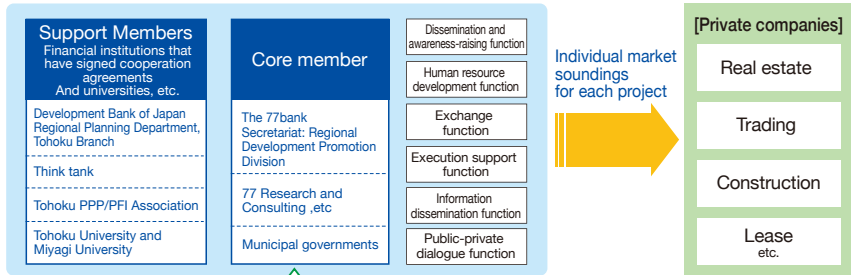 Support Members
Financial institutions that
have signed cooperation
agreements
And universities, etc.
Development Bank of Japan
Regional Planning Department,
Tohoku Branch
Think tank
Tohoku PPP/PFI Association
Tohoku University and
Miyagi University
Core member
The 77bank
Secretariat: Regional
Development Promotion
Division
77 Research and
Consulting ,etc
Municipal governments
Dissemination and
awareness-raising function
Human resource
development function
Exchange
function
Execution support
function
Information
dissemination function
Public-private
dialogue function
Individual market
soundings
for each project
[Private companies]
Real estate
Trading
Construction
Lease
etc.